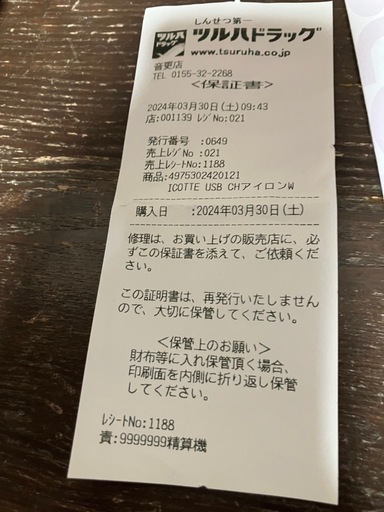 しんせつ第一
ツルハドラッグ
ツルハ
ドラッグ
www.tsuruha.co.jp
音更店
TEL 0155-32-2268
<保証書>
2024年03月30日(土)09:43
店:001139 レジ:021
発行番号 :0649
売上レジNo :021
売上レシートNo:1188
商品:4975302420121
ICOTTE USB CHアイロンW
購入日 :2024年03月30日(土)
修理は、お買い上げの販売店に、必
ずこの保証書を添えて、ご依頼くだ
さい。
この証明書は、再発行いたしません
ので、大切に保管してください。
<保管上のお願い>
財布等に入れ保管頂く場合、
印刷面を内側に折り返し保管
してください。
レシートNo:1188
責:9999999精算機